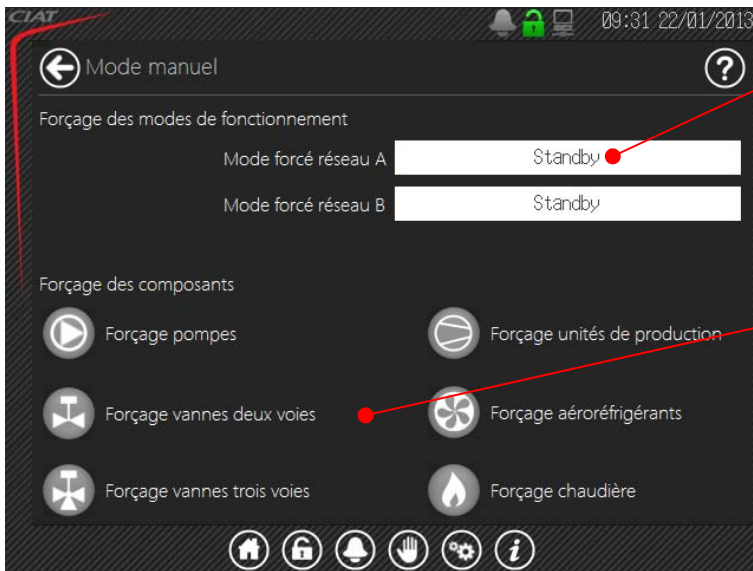 CIAT
09:31 22/01/2013
Mode manuel
?
Forçage des modes de fonctionnement
Mode forcé réseau A
Standby
Mode forcé réseau B
Standby
Forçage des composants
Forçage pompes
Forçage unités de production
Forçage vannes deux voies
Forçage aéroréfrigérants
Forçage vannes trois voies
Forçage chaudière
i